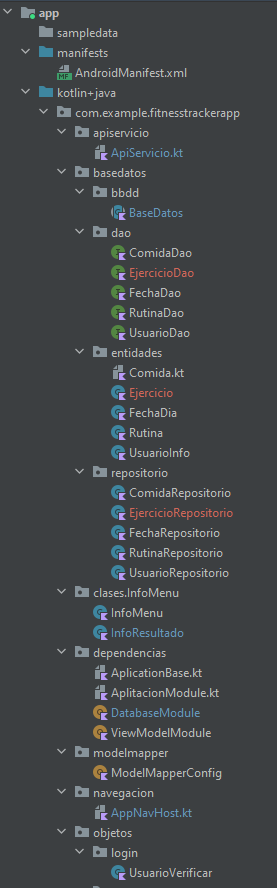 app
sampledata
manifests
AndroidManifest.xml
kotlin+java
com.example.fitnesstrackerapp
apiservicio
ApiServicio.kt
basedatos
bbdd
BaseDatos
dao
ComidaDao
EjercicioDao
FechaDao
RutinaDao
UsuarioDao
entidades
Comida.kt
Ejercicio
FechaDia
Rutina
UsuarioInfo
repositorio
ComidaRepositorio
EjercicioRepositorio
FechaRepositorio
RutinaRepositorio
UsuarioRepositorio
clases.InfoMenu
InfoMenu
InfoResultado
dependencias
AplicationBase.kt
AplitacionModule.kt
DatabaseModule
ViewModelModule
modelmapper
ModelMapperConfig
navegacion
AppNavHost.kt
objetos
login
UsuarioVerificar